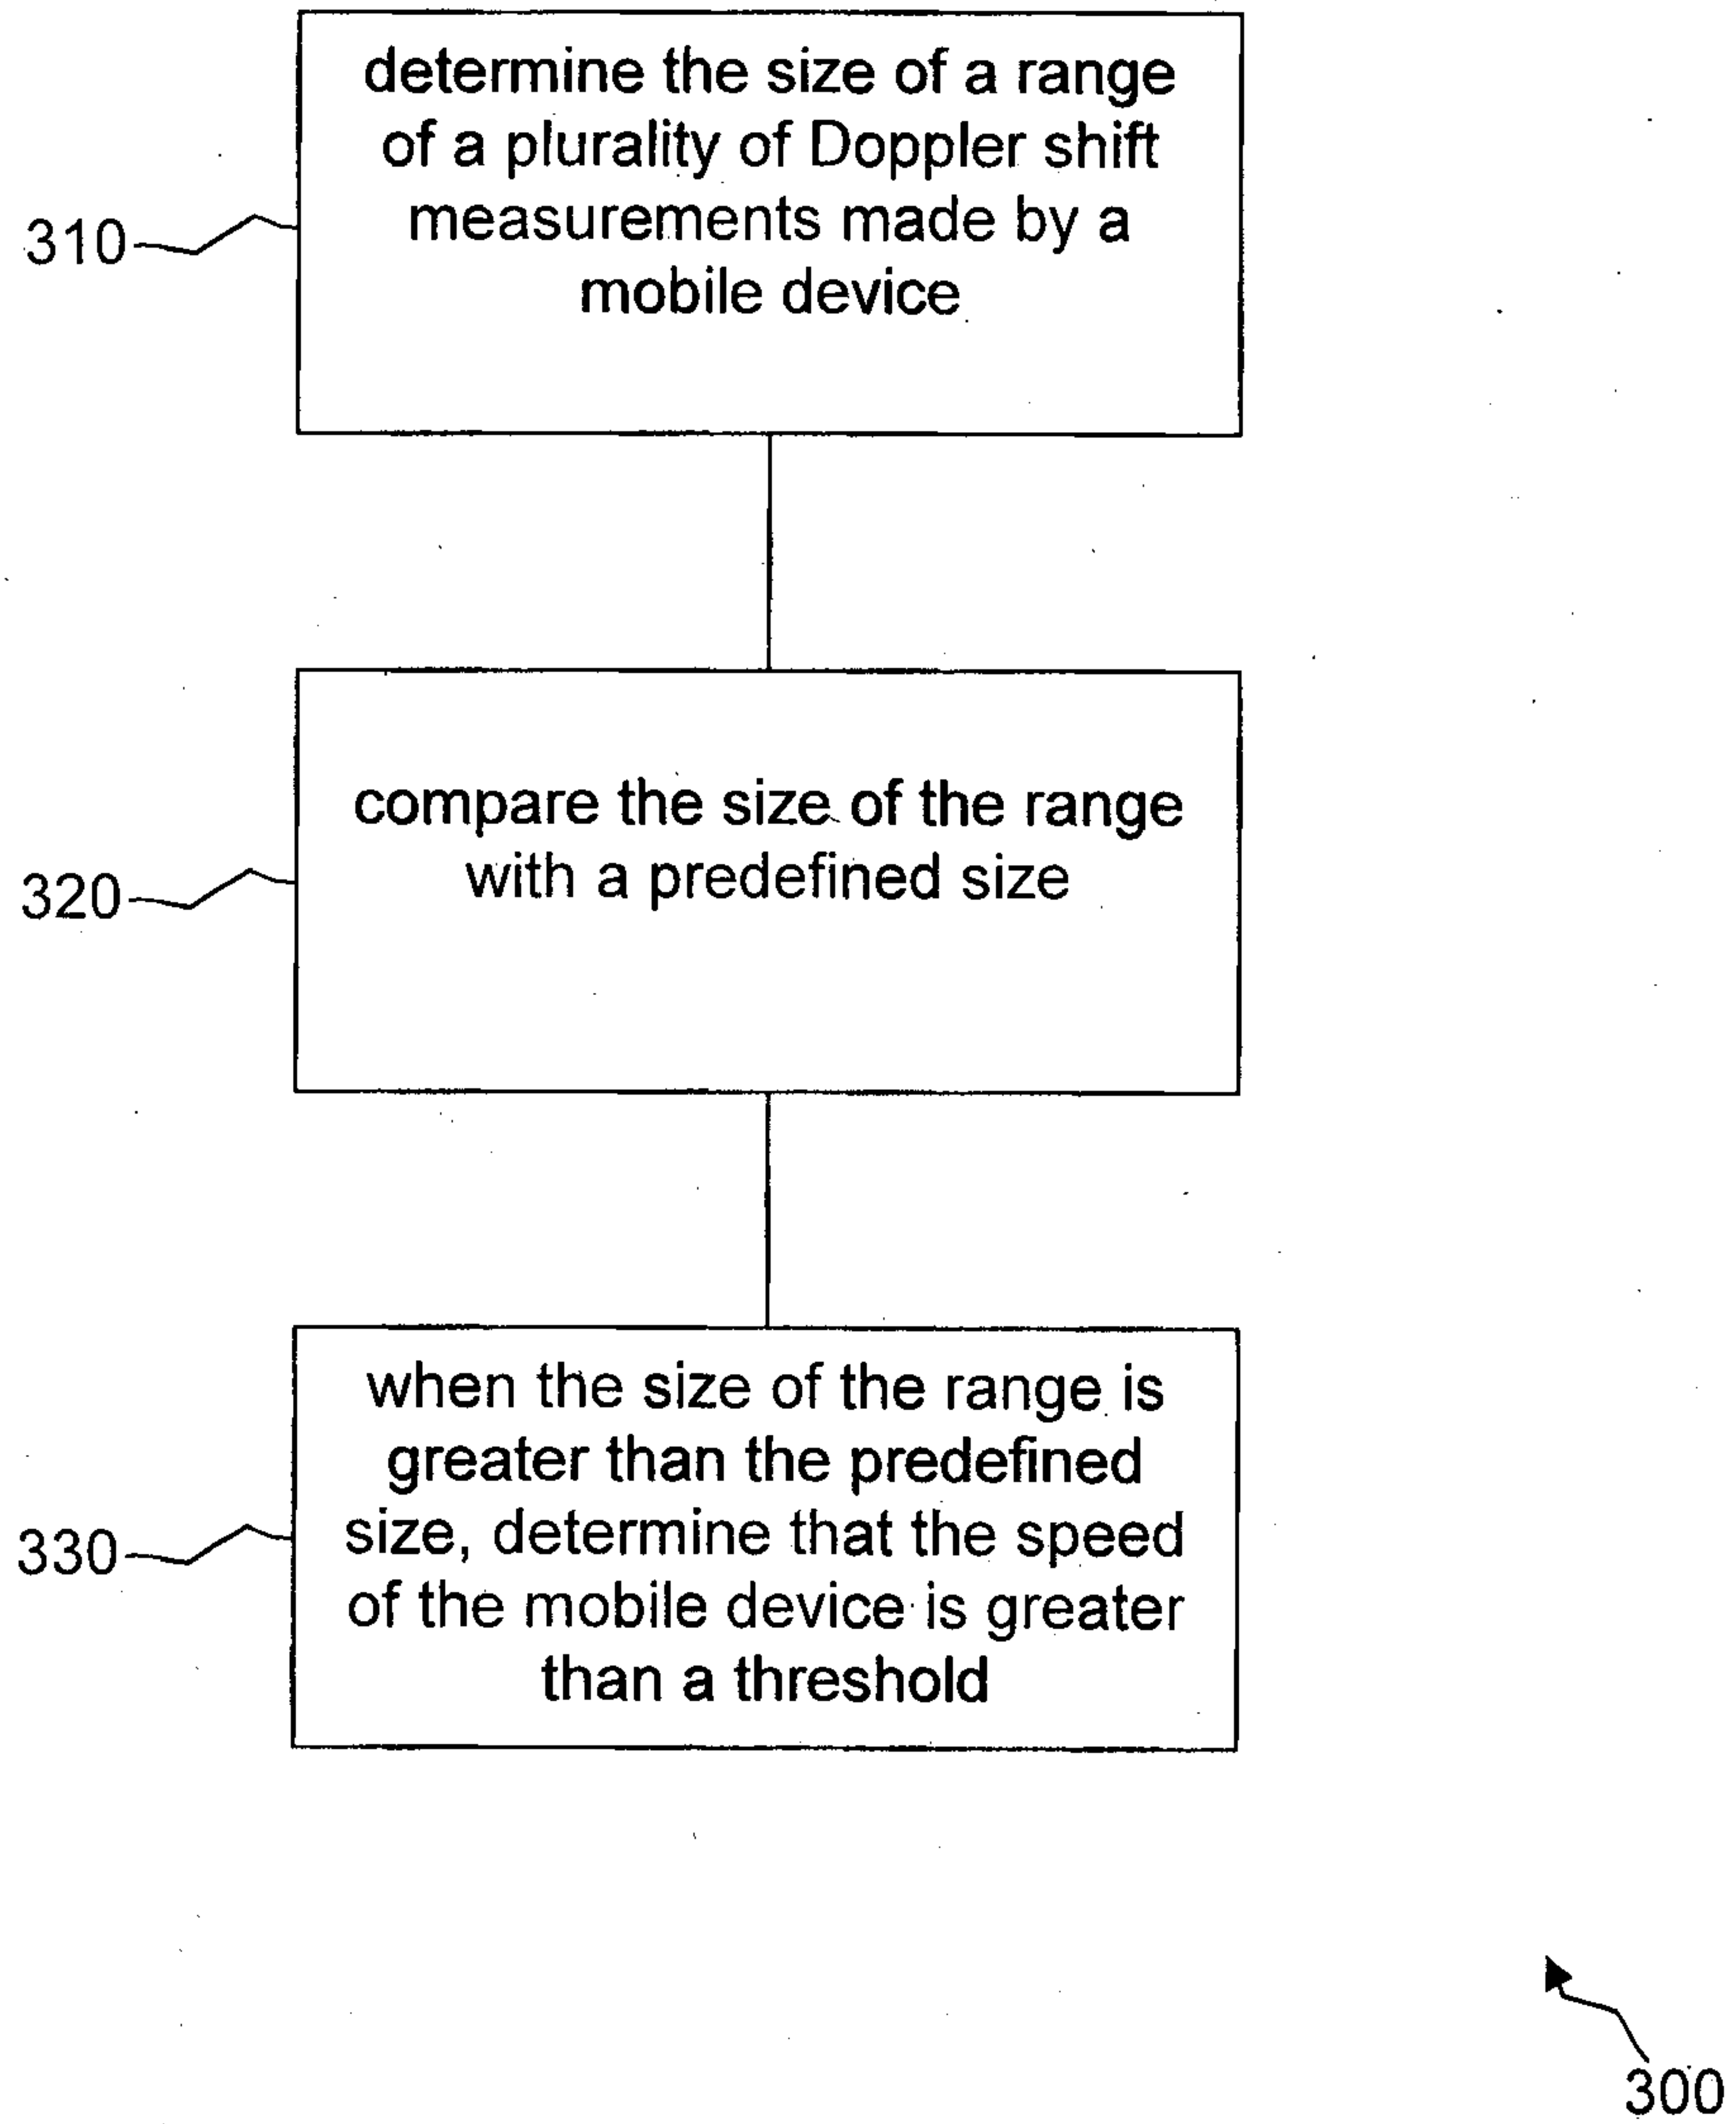 determine the size of a range
of a plurality of Doppler shift
measurements made by a
mobile device
310
compare the size of the range
with a predefined size
320
when the size of the range is
greater than the predefined
size, determine that the speed
of the mobile device is greater
than a threshold
330
300